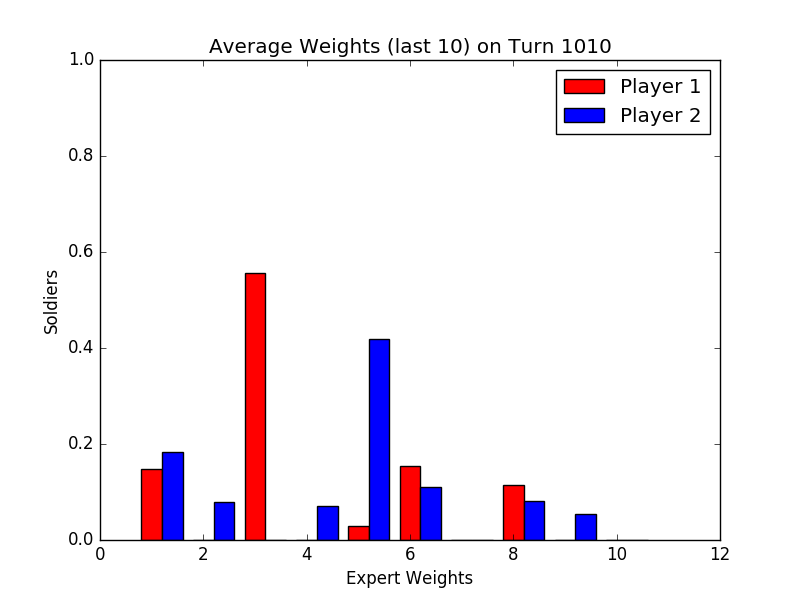 Average Weights (last 10) on Turn 1010
1.0
Player 1
Player 2
0.8
0.6
Soldiers
0.4
0.2
0.0
0 2 4 6 8 10 12
Expert Weights